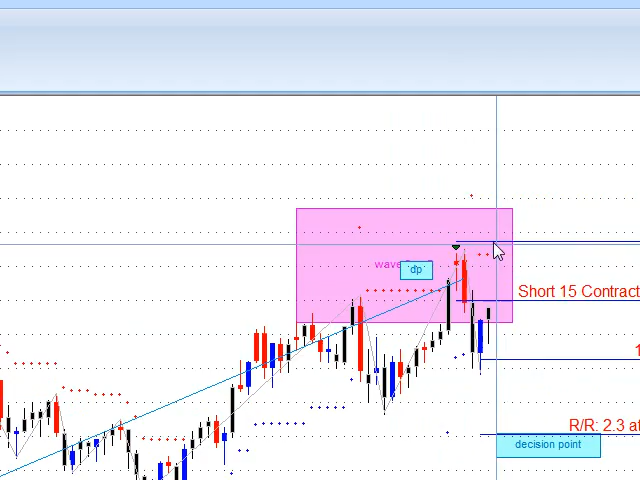 wave
dp
Short 15 Contract
1
R/R: 2.3 at
decision point